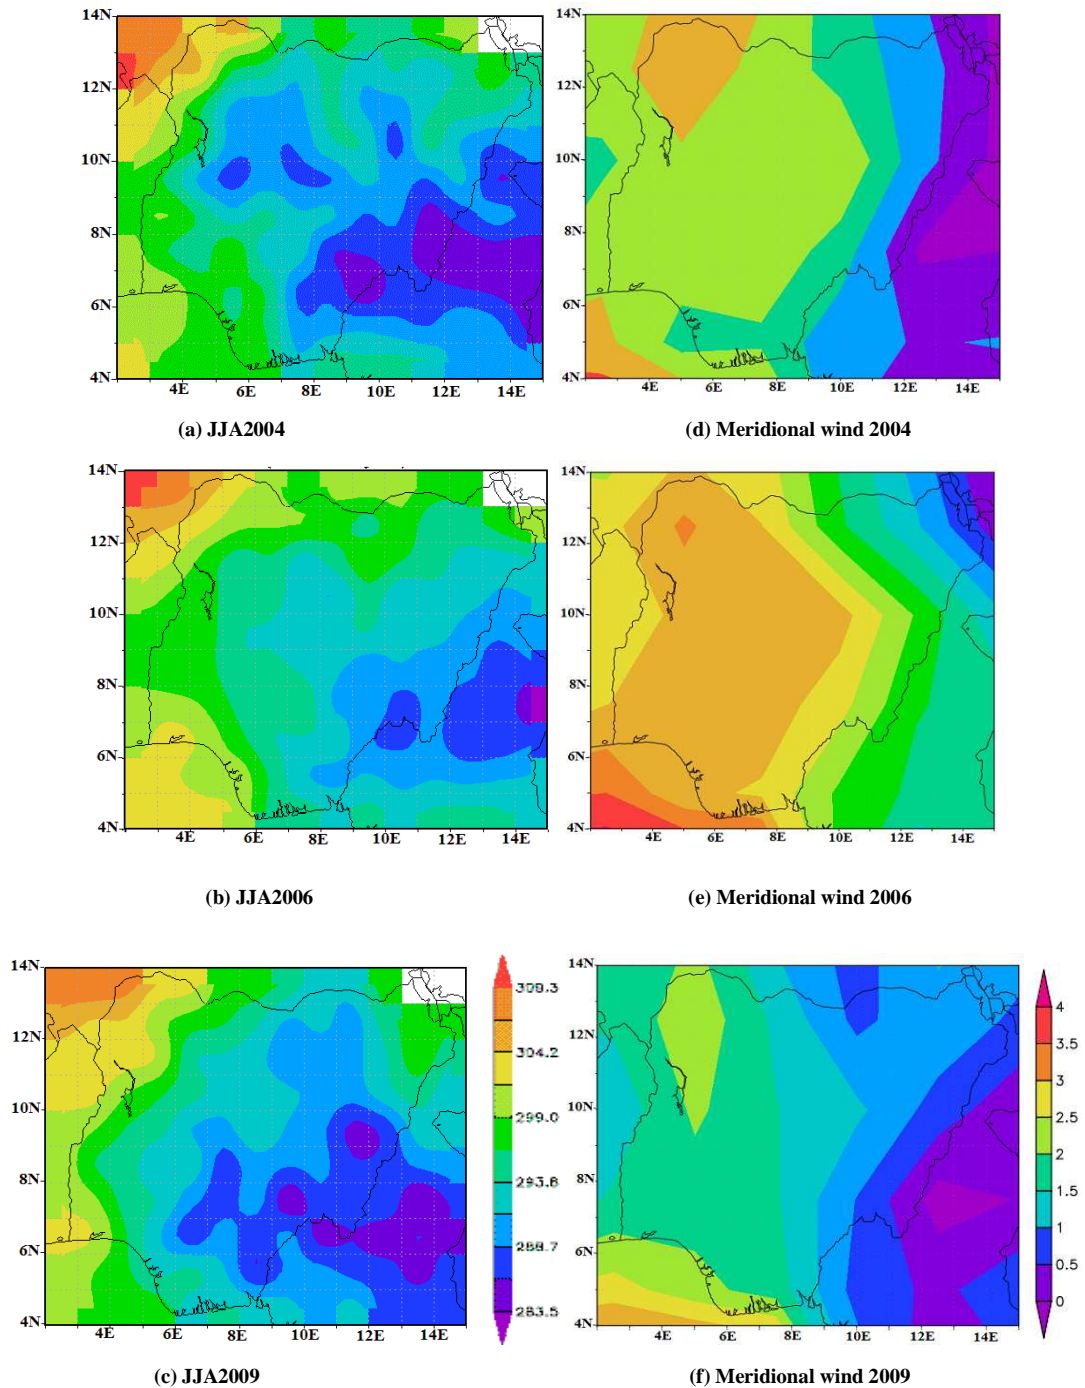 14N 14N
12N 12N
10N 10N
8N 8N
6N 6N
4N 4N
4E 6E 8E 10E 12E 14E 4E 6E 8E 10E 12E 14E
(a) JJA2004 (d) Meridional wind 2004
14N 14N
12N 12N
10N 10N
8N 8N
6N 6N
4N 4N
4E 6E 8E 10E 12E 14E 4E 6E 8E 10E 12E 14E
(b) JJA2006 (e) Meridional wind 2006
14N 309.3 14N 4
12N 304.2 12N 3.5
3
10N 299.0 10N 2.5
2
8N 293.8 8N 1.5
6N 288.7 6N 1
0.5
4N 283.5 4N 0
4E 6E 8E 10E 12E 14E 4E 6E 8E 10E 12E 14E
(c) JJA2009 (f) Meridional wind 2009